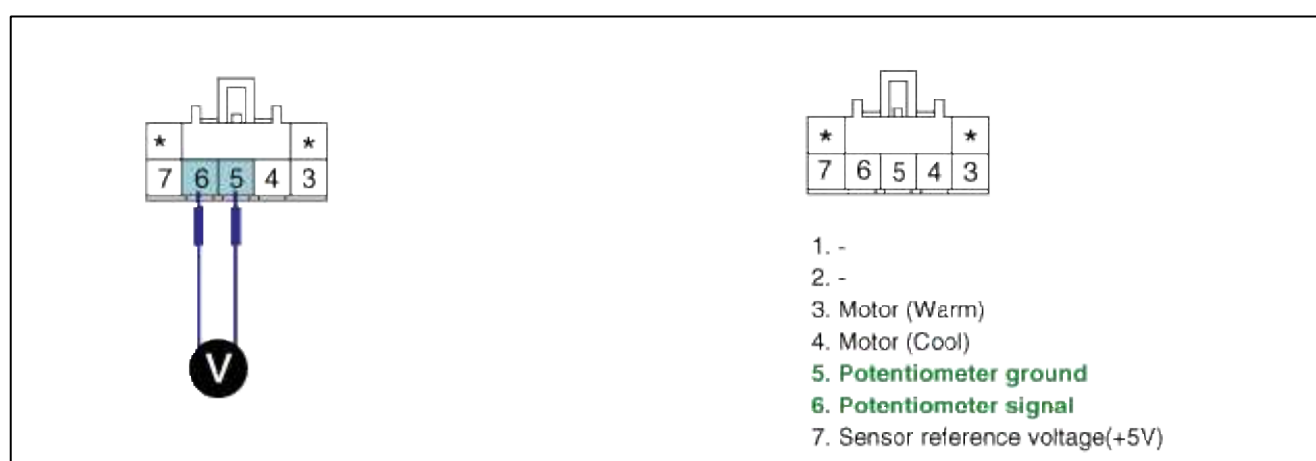 * *
7 6 5 4 3
V
* *
7 6 5 4 3
1. -
2. -
3. Motor (Warm)
4. Motor (Cool)
5. Potentiometer ground
6. Potentiometer signal
7. Sensor reference voltage(+5V)